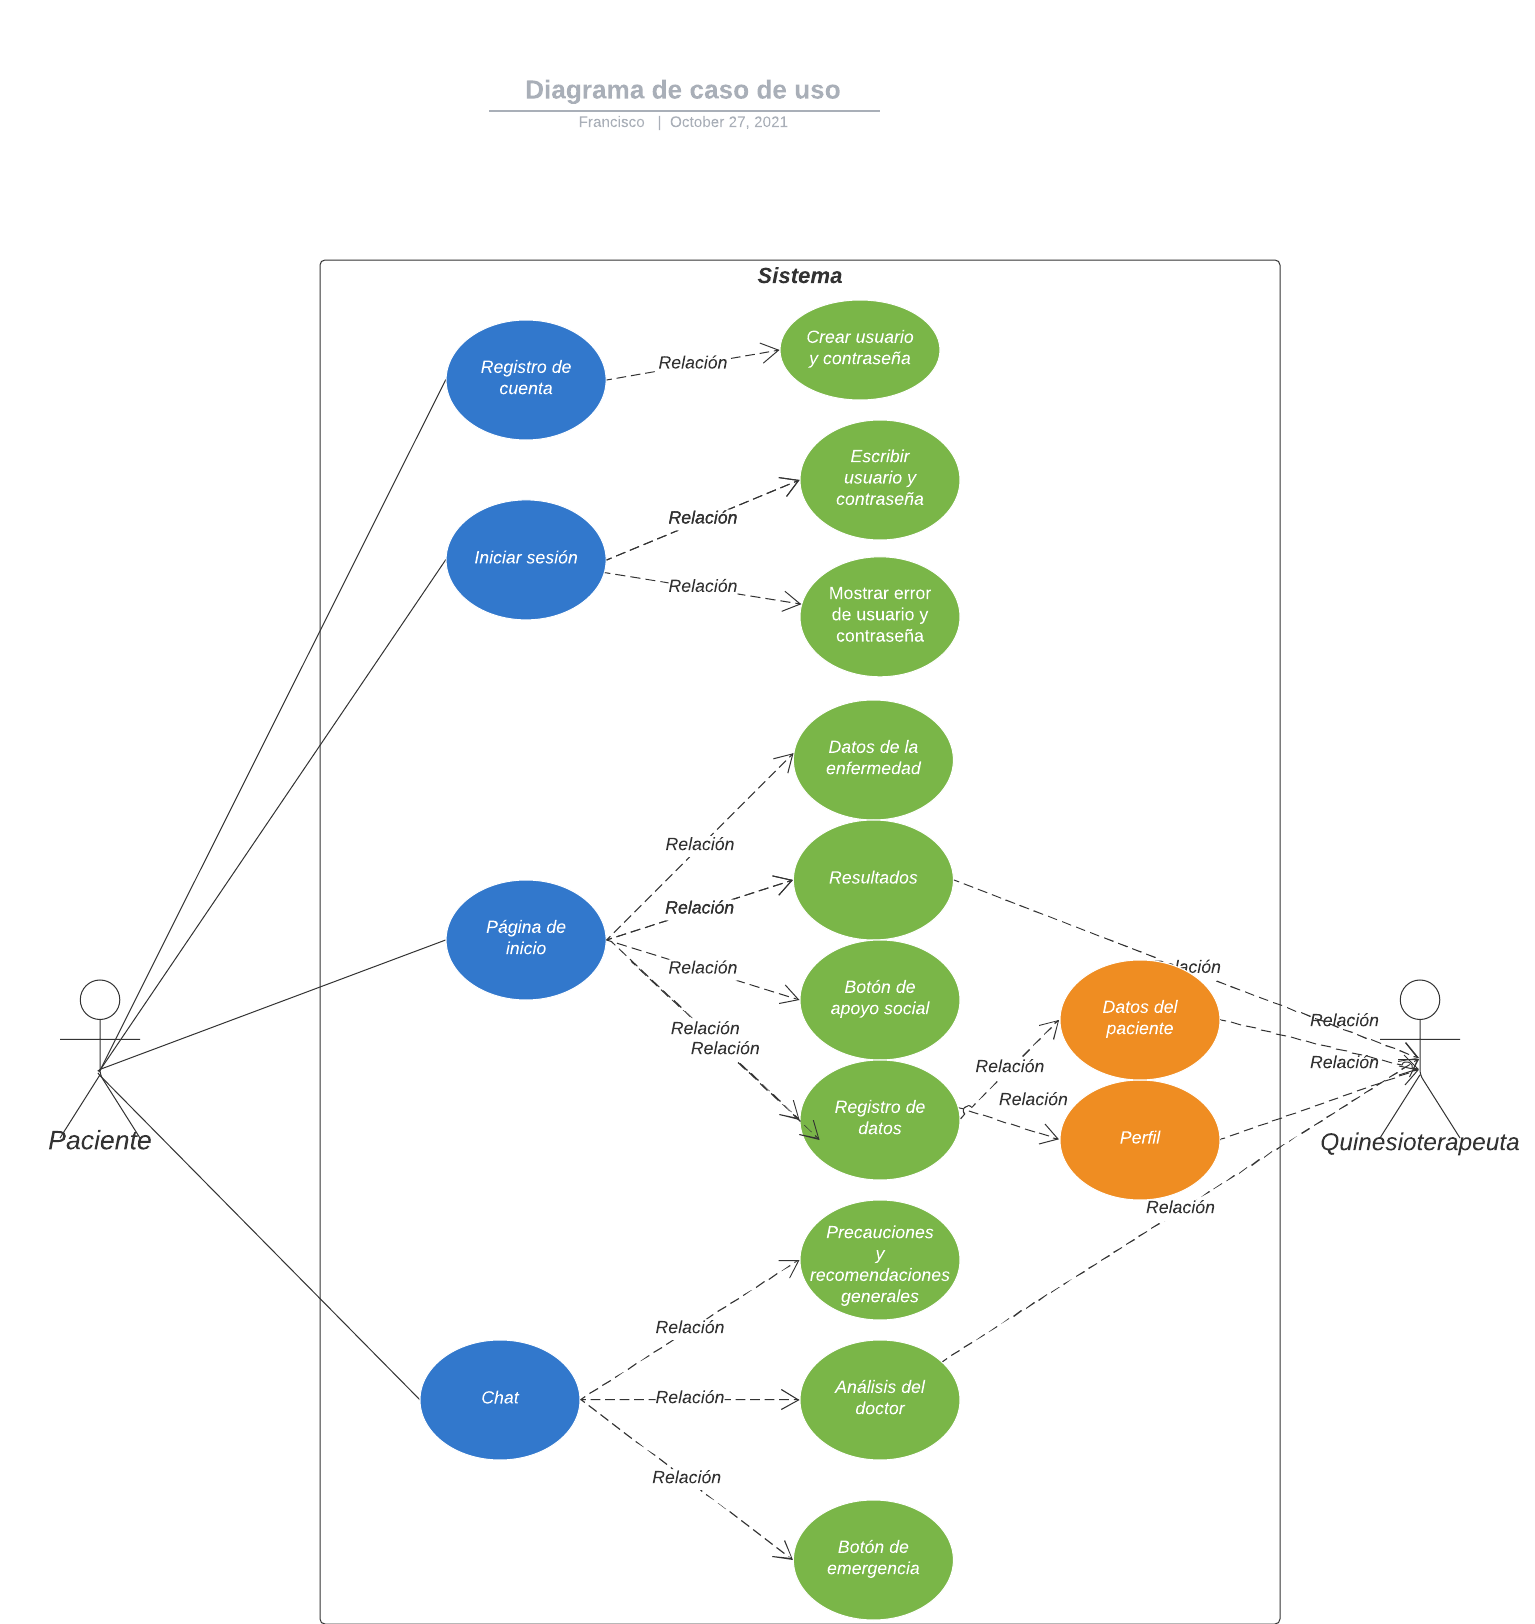 Diagrama de caso de uso
Francisco | October 27, 2021
Sistema
Registro de
cuenta
Relación
Crear usuario
y contraseña
Escribir
usuario y
contraseña
Relación
Iniciar sesión
Relación
Mostrar error
de usuario y
contraseña
Datos de la
enfermedad
Relación
Resultados
Relación
Página de
inicio
Relación
Botón de
apoyo social
Relación
Relación
Registro de
datos
Relación
Relación
Datos del
paciente
Perfil
Relación
Relación
Paciente
Quinesioterapeuta
Relación
Precauciones
y
recomendaciones
generales
Relación
Chat
Relación
Análisis del
doctor
Relación
Botón de
emergencia